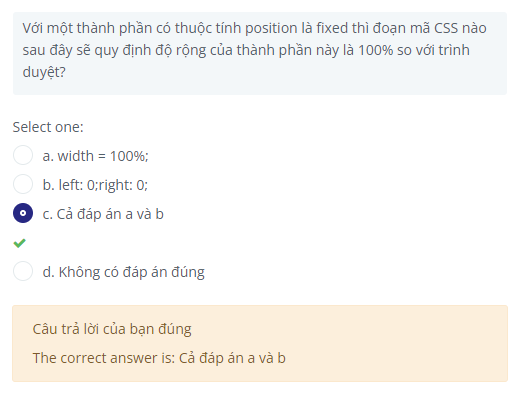 Với một thành phần có thuộc tính position là fixed thì đoạn mã CSS nào
sau đây sẽ quy định độ rộng của thành phần này là 100% so với trình
duyệt?
Select one:
a. width = 100%;
b. left: 0;right: 0;
c. Cả đáp án a và b
d. Không có đáp án đúng
Câu trả lời của bạn đúng
The correct answer is: Cả đáp án a và b